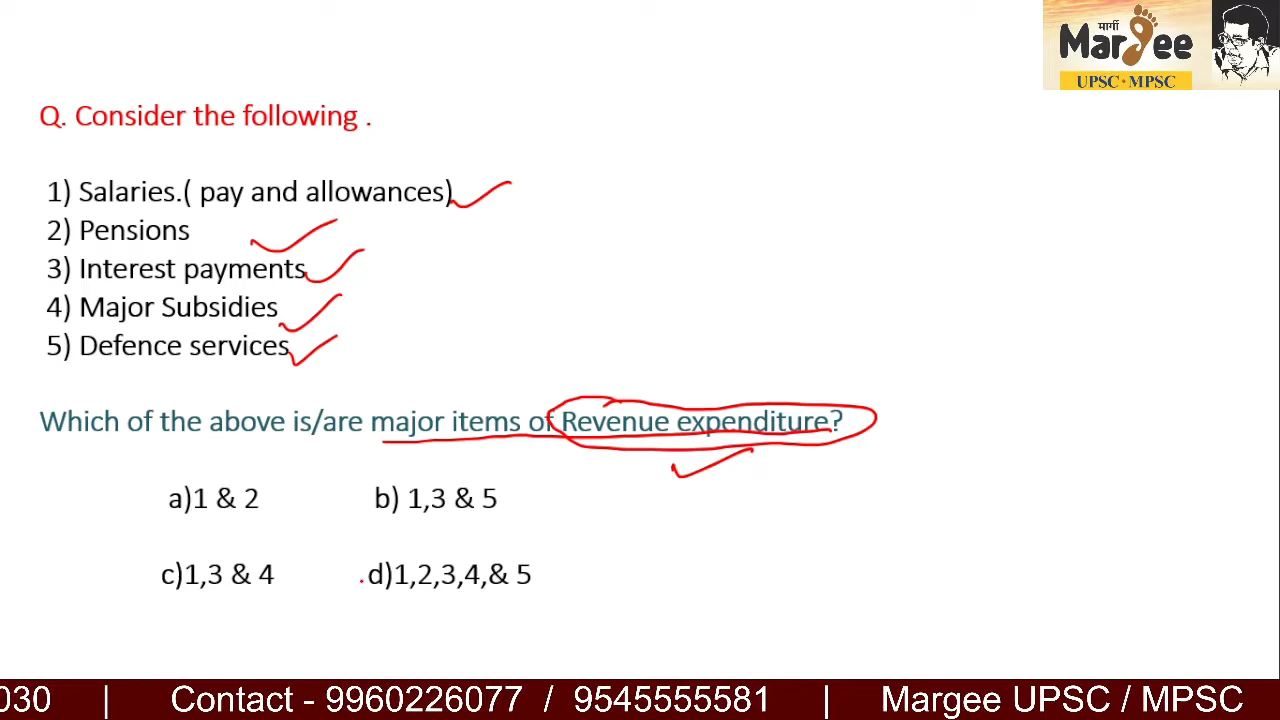 मार्गी
Margee
UPSC • MPSC
Q. Consider the following .
1) Salaries.( pay and allowances)
2) Pensions
3) Interest payments
4) Major Subsidies
5) Defence services
Which of the above is/are major items of Revenue expenditure?
a)1 & 2 b) 1,3 & 5
c)1,3 & 4 d)1,2,3,4,& 5
030 | Contact - 9960226077 / 9545555581 | Margee UPSC / MPSC